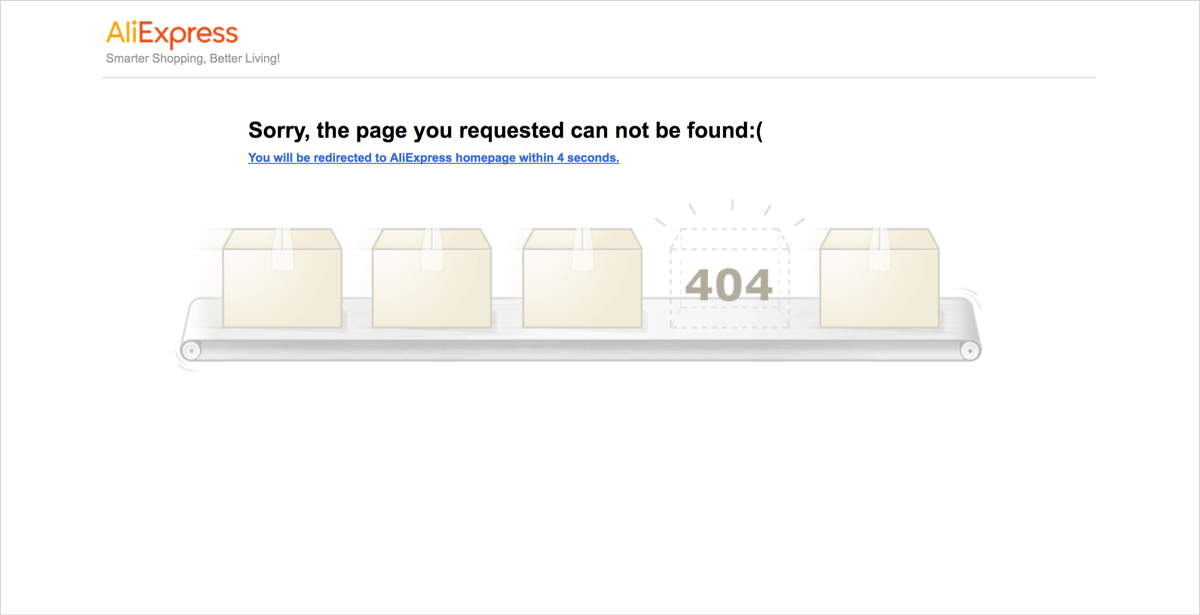 AliExpress
Smarter Shopping, Better Living!
Sorry, the page you requested can not be found:(
You will be redirected to AliExpress homepage within 4 seconds.
404